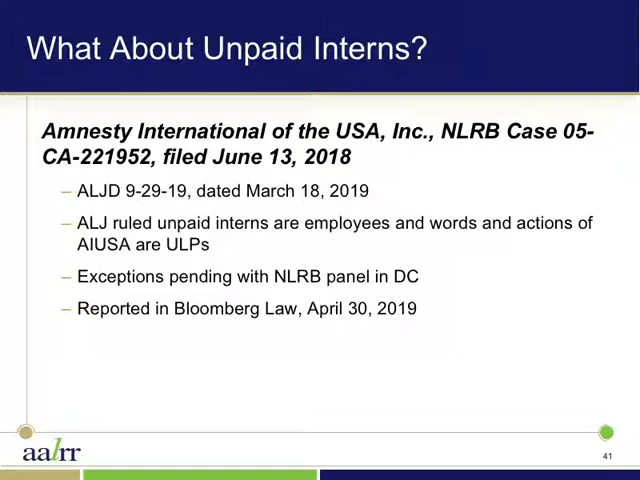 What About Unpaid Interns?
Amnesty International of the USA, Inc., NLRB Case 05-
CA-221952, filed June 13, 2018
– ALJD 9-29-19, dated March 18, 2019
– ALJ ruled unpaid interns are employees and words and actions of
AIUSA are ULPs
– Exceptions pending with NLRB panel in DC
– Reported in Bloomberg Law, April 30, 2019
aalrr
41